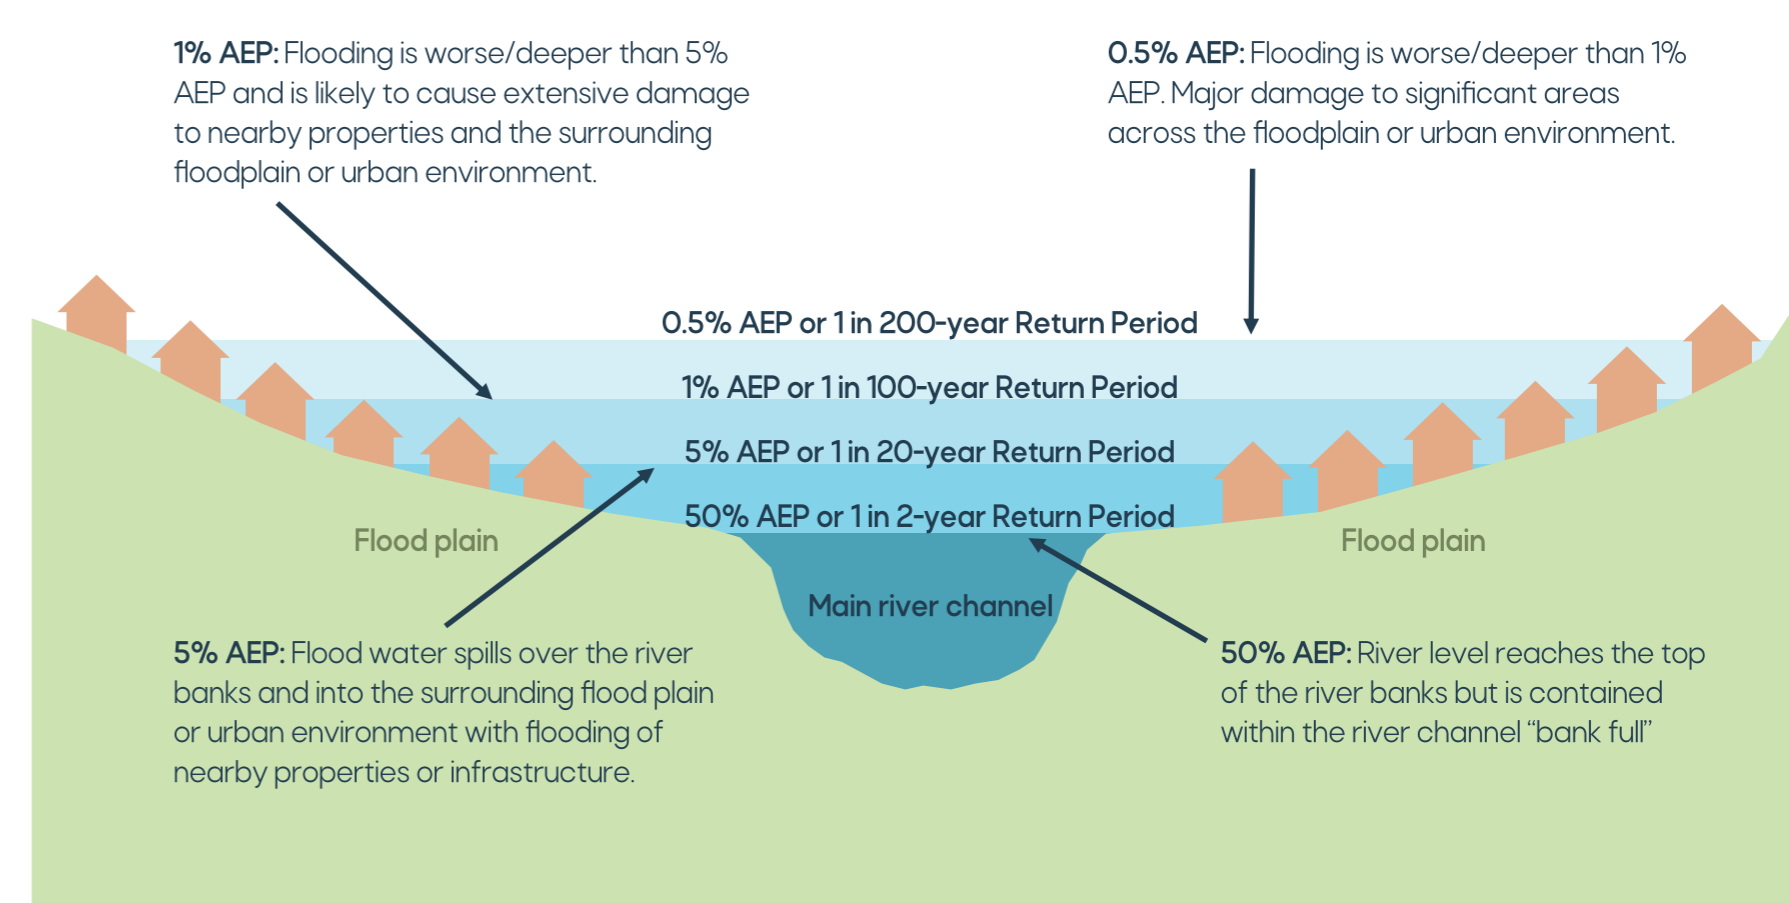 1% AEP: Flooding is worse/deeper than 5%
AEP and is likely to cause extensive damage
to nearby properties and the surrounding
floodplain or urban environment.
0.5% AEP: Flooding is worse/deeper than 1%
AEP. Major damage to significant areas
across the floodplain or urban environment.
0.5% AEP or 1 in 200-year Return Period
1% AEP or 1 in 100-year Return Period
5% AEP or 1 in 20-year Return Period
50% AEP or 1 in 2-year Return Period
Flood plain
Flood plain
Main river channel
5% AEP: Flood water spills over the river
banks and into the surrounding flood plain
or urban environment with flooding of
nearby properties or infrastructure.
50% AEP: River level reaches the top
of the river banks but is contained
within the river channel “bank full”